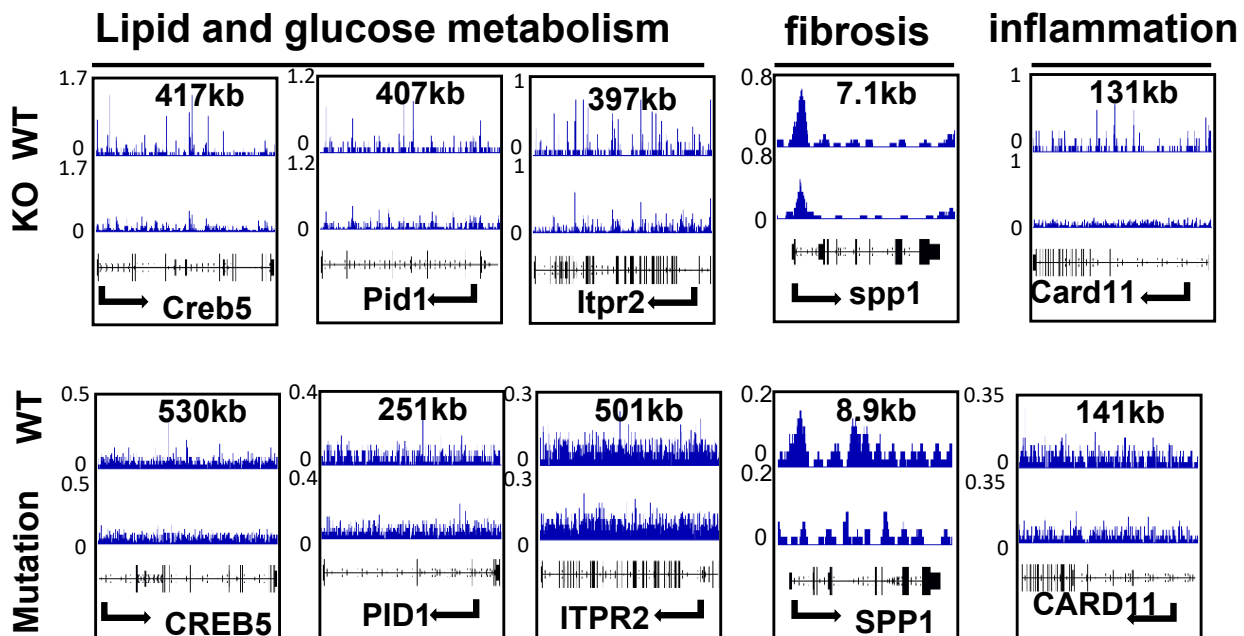 Lipid and glucose metabolism
fibrosis
inflammation
WT
KO
1.7
0
1.7
0
417kb
Creb5
1.2
0
1.2
0
407kb
Pid1
1
0
1
0
397kb
Itpr2
0.8
0
0.8
0
7.1kb
spp1
1
0
1
0
131kb
Card11
WT
Mutation
0.5
0
0.5
0
530kb
CREB5
0.4
0
0.4
0
251kb
PID1
0.3
0
0.3
0
501kb
ITPR2
0.2
0
0.2
0
8.9kb
SPP1
0.35
0
0.35
0
141kb
CARD11